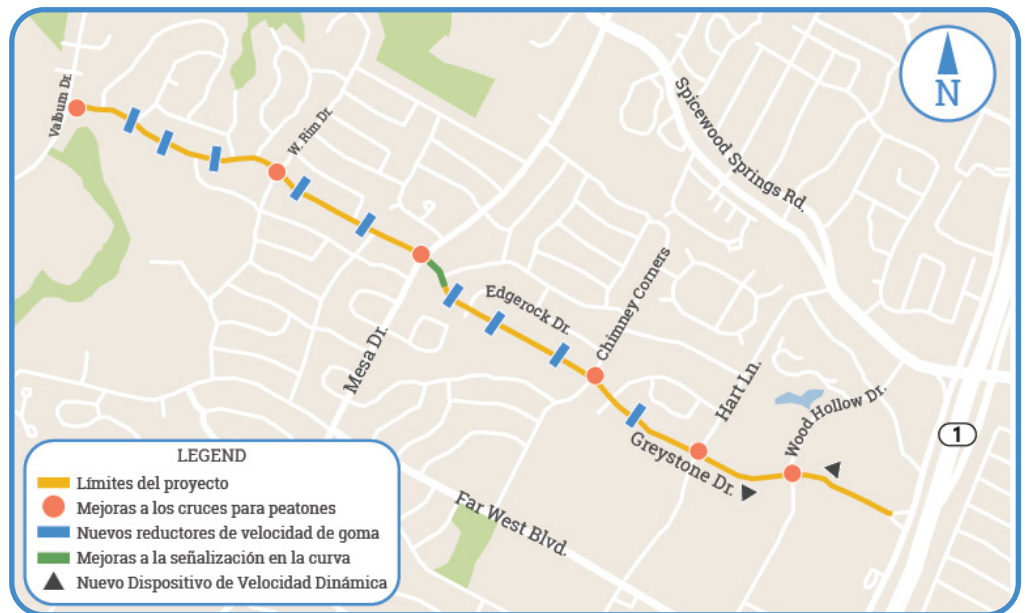 N
Valburn Dr.
W. Rim Dr.
Spicewood Springs Rd.
Mesa Dr.
Edgerock Dr.
Chimney Corners
Hart Ln.
Wood Hollow Dr.
Greystone Dr.
1
Far West Blvd.
LEGEND
Límites del proyecto
Mejoras a los cruces para peatones
Nuevos reductores de velocidad de goma
Mejoras a la señalización en la curva
Nuevo Dispositivo de Velocidad Dinámica